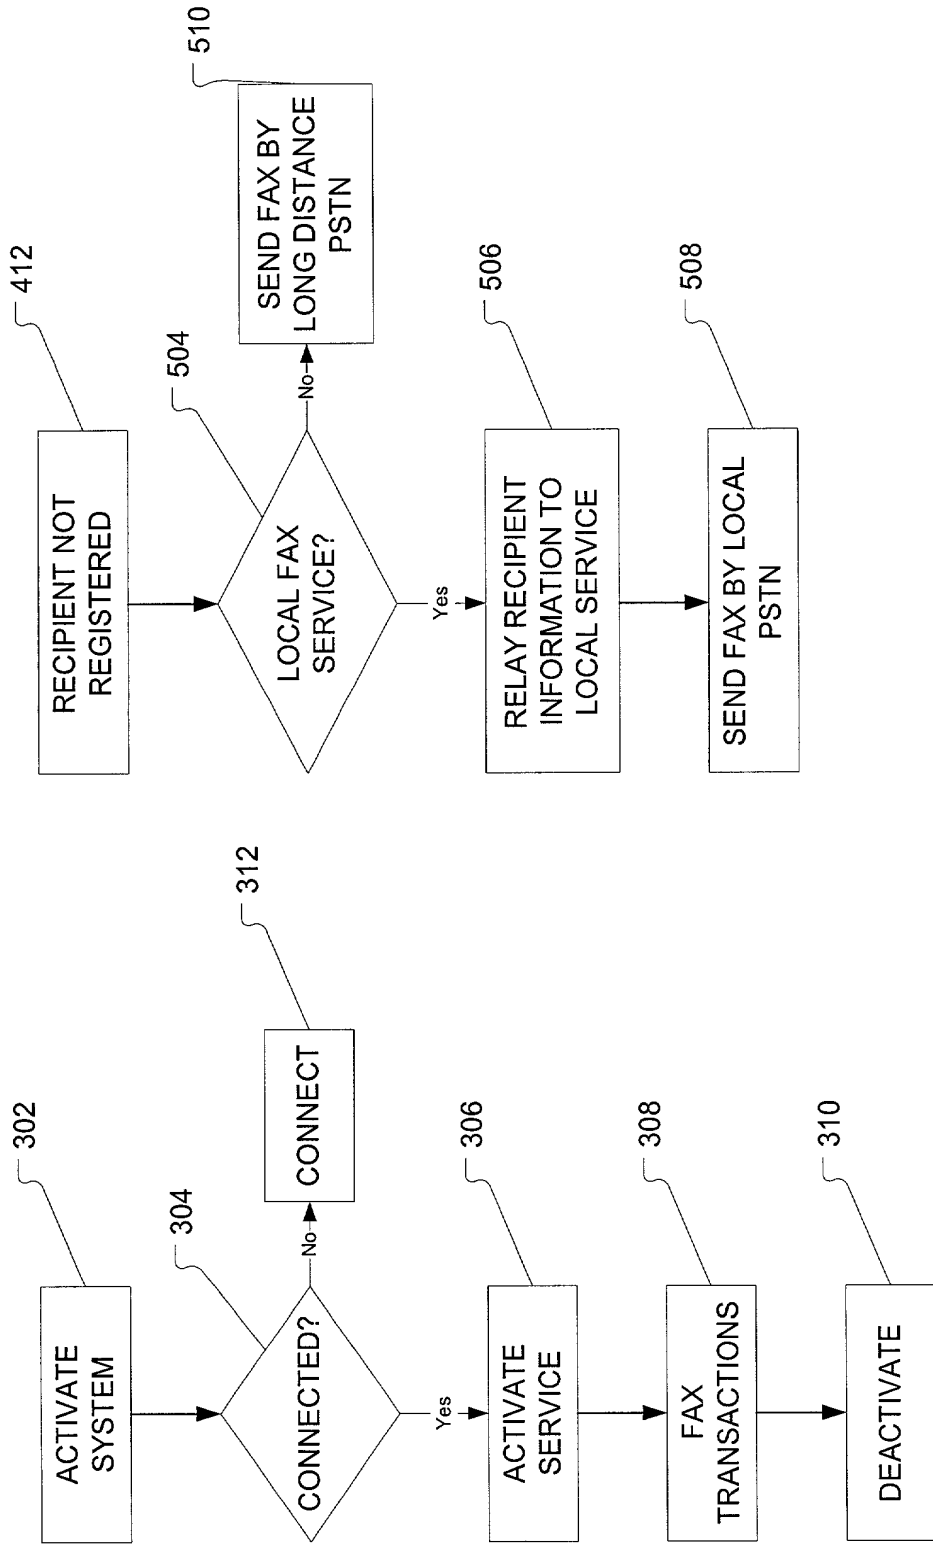 302
ACTIVATE
SYSTEM
304
CONNECTED?
No
312
CONNECT
Yes
306
ACTIVATE
SERVICE
308
FAX
TRANSACTIONS
310
DEACTIVATE
412
RECIPIENT NOT
REGISTERED
504
LOCAL FAX
SERVICE?
No
510
SEND FAX BY
LONG DISTANCE
PSTN
Yes
506
RELAY RECIPIENT
INFORMATION TO
LOCAL SERVICE
508
SEND FAX BY LOCAL
PSTN